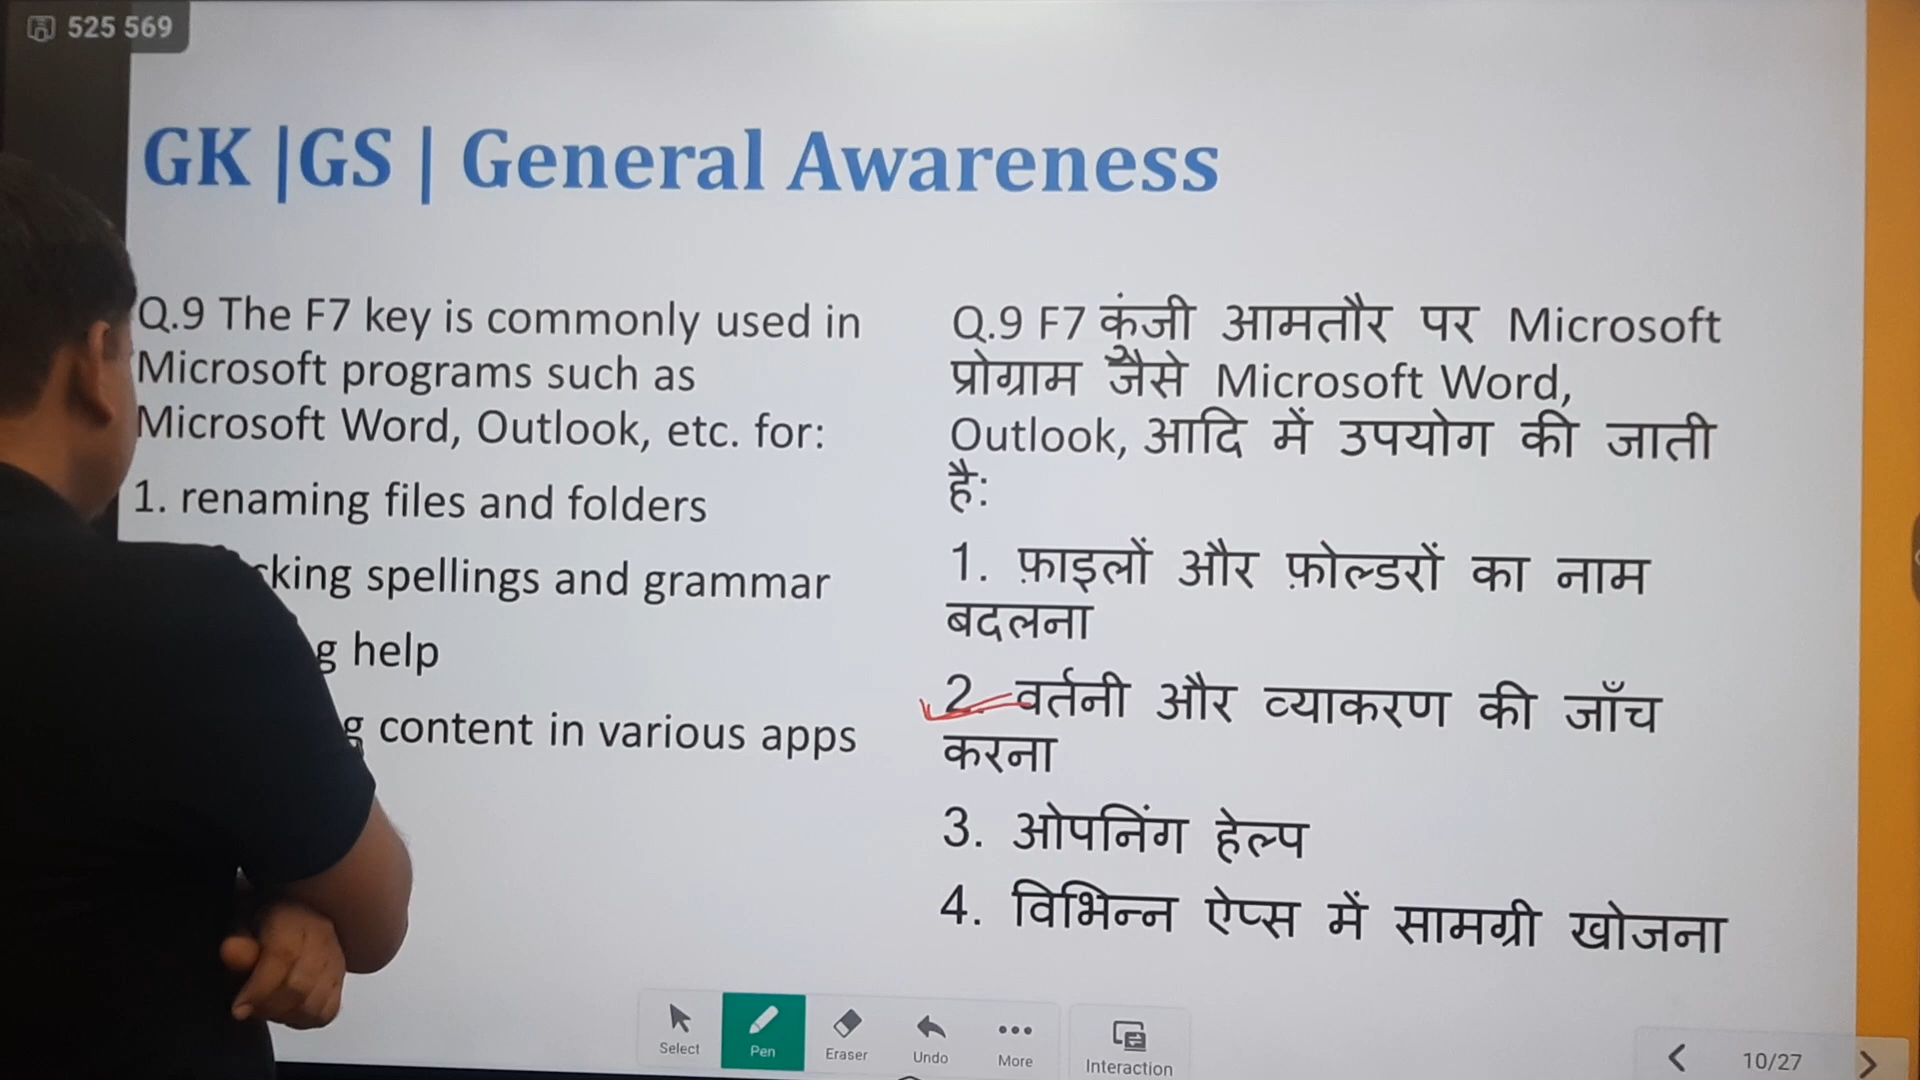 525 569
GK |GS | General Awareness
Q.9 The F7 key is commonly used in
Microsoft programs such as
Microsoft Word, Outlook, etc. for:
1. renaming files and folders
spellings and grammar
help
content in various apps
Q.9 F7 कुंजी आमतौर पर Microsoft
प्रोग्राम जैसे Microsoft Word,
Outlook, आदि में उपयोग की जाती
है:
1. फ़ाइलों और फ़ोल्डरों का नाम
बदलना
2. वर्तनी और व्याकरण की जाँच
करना
3. ओपनिंग हेल्प
4. विभिन्न ऐप्स में सामग्री खोजना
Select
Pen
Eraser
Undo
More
Interaction
10/27